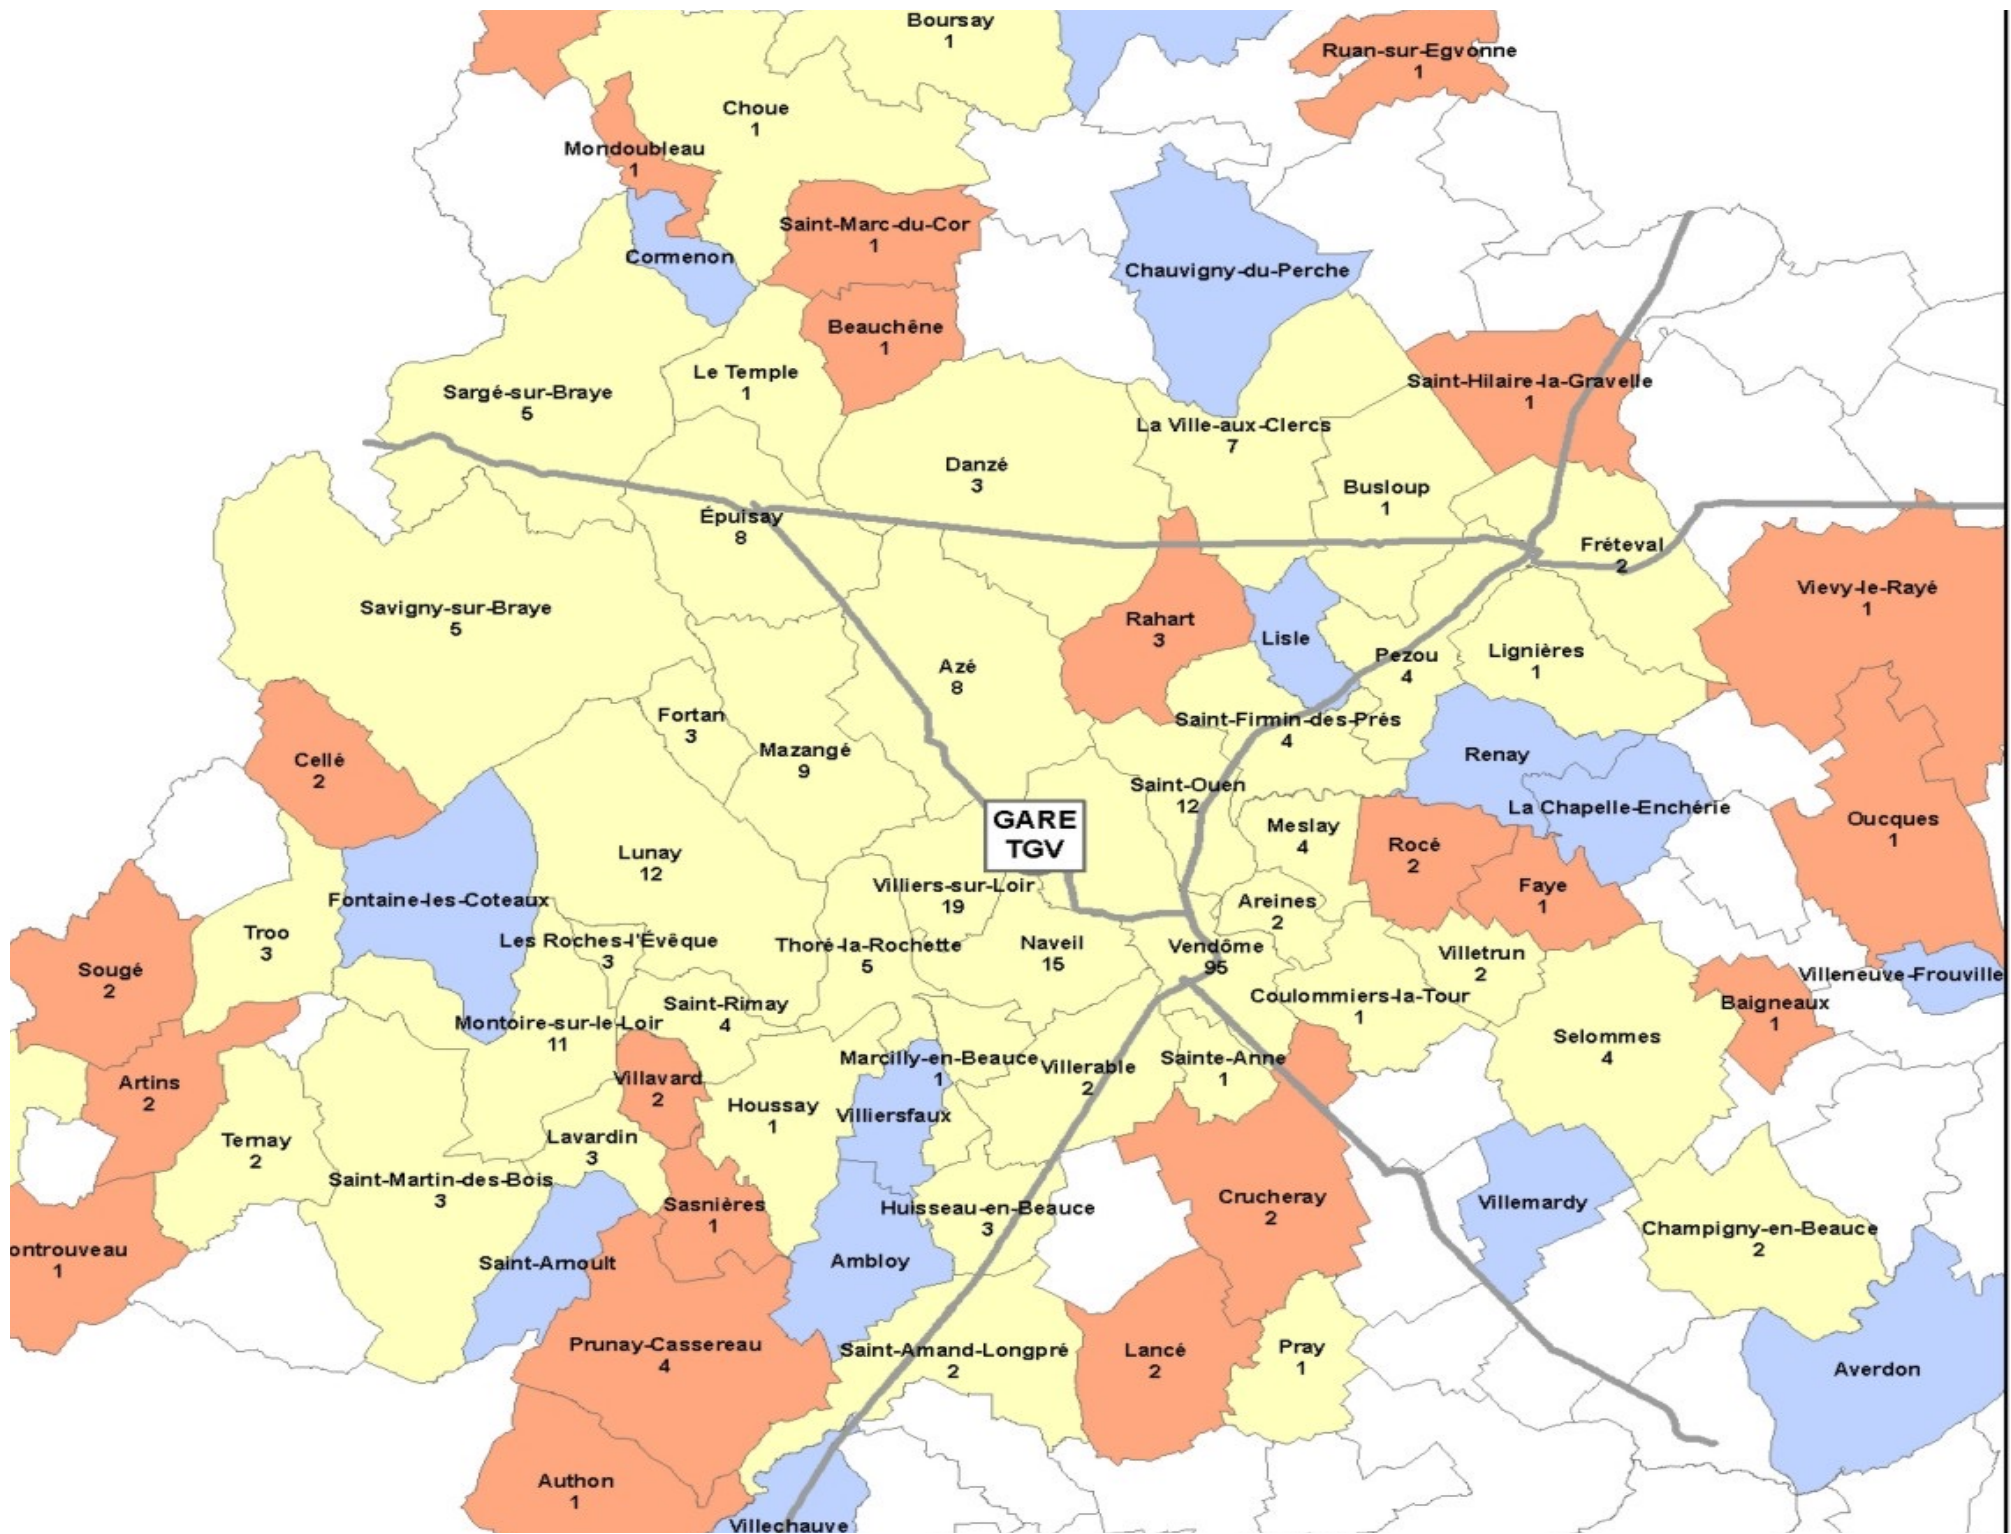 Boursay
1
Ruan-sur-Egvonne
1
Choue
1
Mondoubleau
1
Saint-Marc-du-Cor
1
Cormenon
Chauvigny-du-Perche
Beauchêne
1
Le Temple
1
Sargé-sur-Braye
5
Saint-Hilaire-la-Gravelle
1
La Ville-aux-Clercs
7
Danzé
3
Busloup
1
Épuisay
8
Fréteval
2
Vievy-le-Rayé
1
Savigny-sur-Braye
5
Rahart
3
Lisle
Pezou
4
Lignières
1
Azé
8
Fortan
3
Saint-Firmin-des-Prés
4
Mazangé
9
Cellé
2
Renay
Saint-Ouen
12
La Chapelle-Enchérie
GARE
TGV
Meslay
4
Oucques
1
Rocé
2
Lunay
12
Villiers-sur-Loir
19
Faye
1
Fontaine-les-Coteaux
Areines
2
Troo
3
Les Roches-l'Évêque
3
Thoré-la-Rochette
5
Naveil
15
Vendôme
95
Villetrun
2
Sougé
2
Villeneuve-Frouville
Coulommiers-la-Tour
1
Baigneaux
1
Saint-Rimay
4
Montoire-sur-le-Loir
11
Selommes
4
Marcilly-en-Beauce
1
Villerable
2
Sainte-Anne
1
Artins
2
Villavard
2
Houssay
1
Villiersfaux
Ternay
2
Lavardin
3
Saint-Martin-des-Bois
3
Sasnières
1
Huisseau-en-Beauce
3
Crucheray
2
Villemardy
Champigny-en-Beauce
2
ontrouveau
1
Saint-Arnoult
Ambloy
Prunay-Cassereau
4
Saint-Amand-Longpré
2
Lancé
2
Pray
1
Averdon
Authon
1
Villechauve